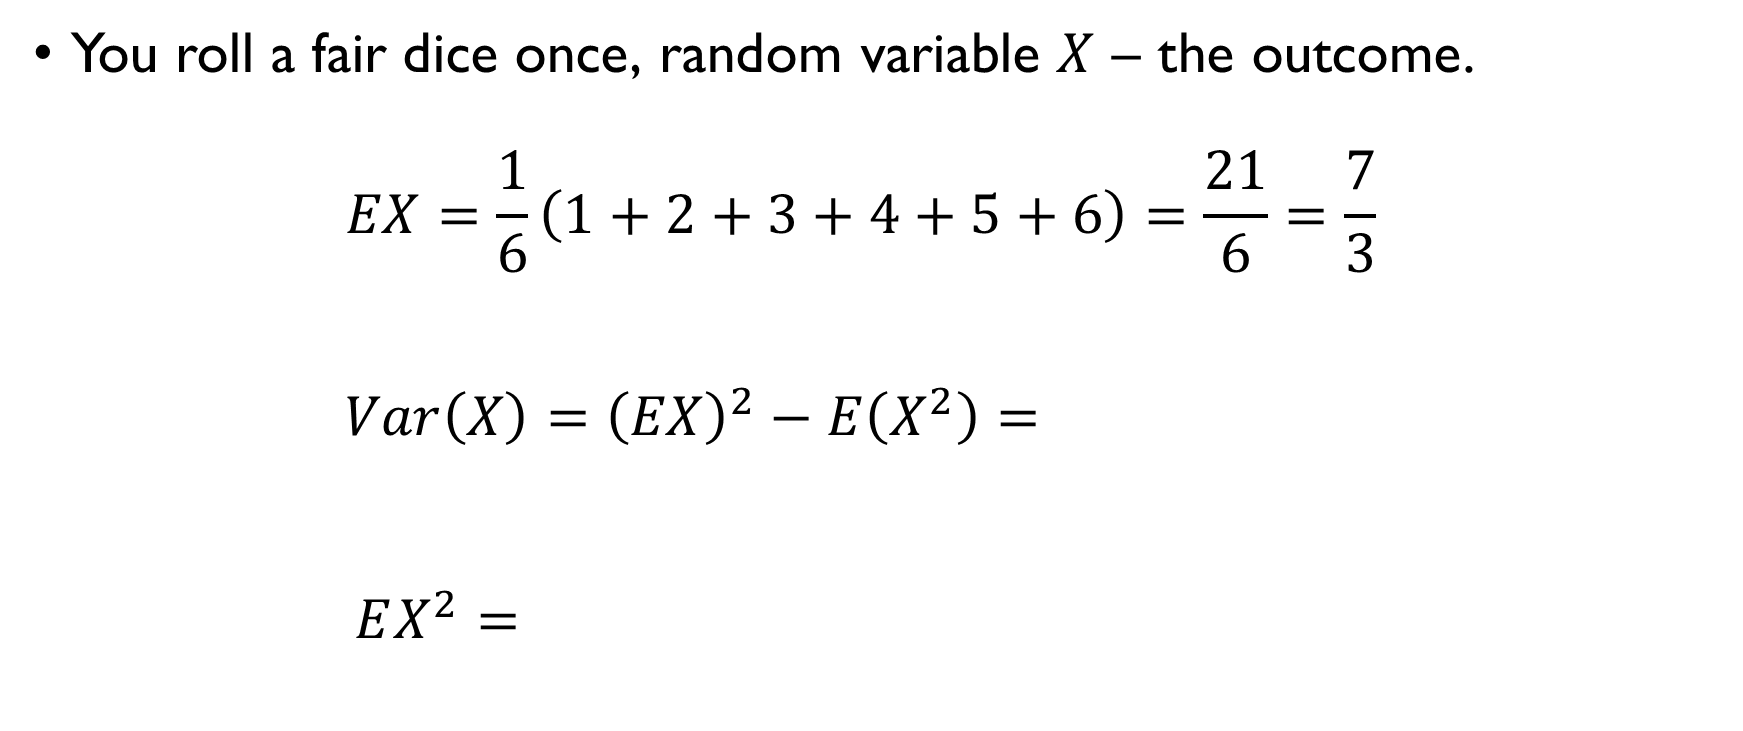 • You roll a fair dice once, random variable X – the outcome.
EX = 1/6 (1 + 2 + 3 + 4 + 5 + 6) = 21/6 = 7/3
Var(X) = (EX)² − E(X²) =
EX² =